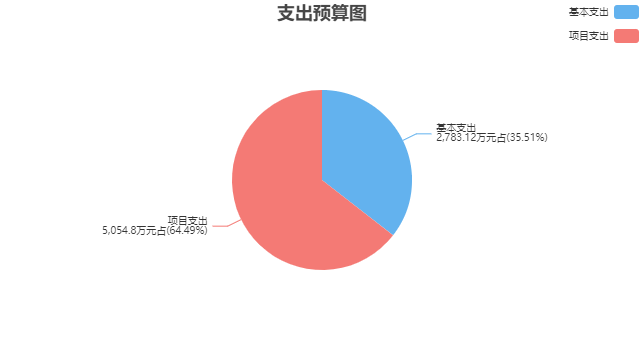 支出预算图
基本支出
项目支出
基本支出
2,783.12万元占(35.51%)
项目支出
5,054.8万元占(64.49%)